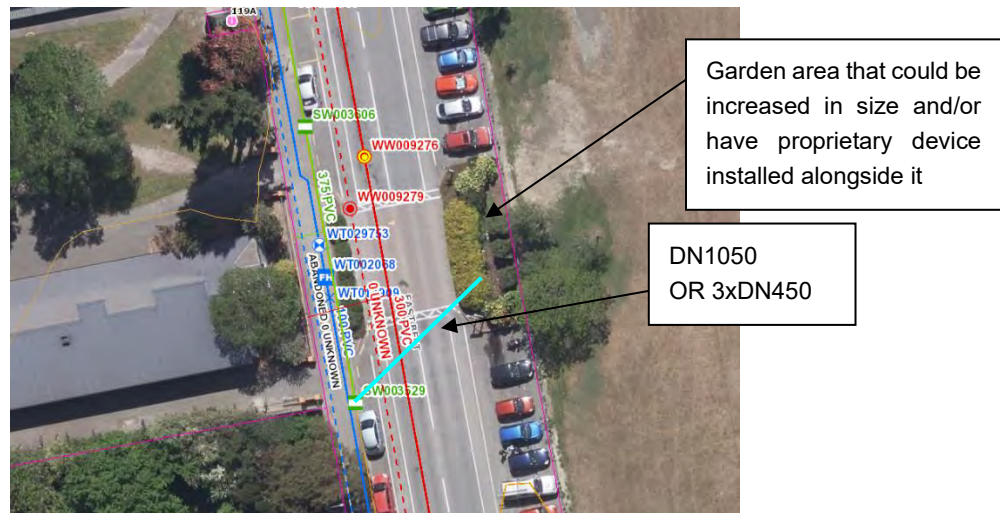 119A
SW003606
WW009276
375 PVC
WW009279
WT029753
WT002068
FH
ABANDONED 0 UNKNOWN
100 PVC
0 UNKNOWN
300 PVC
SW003529
Garden area that could be
increased in size and/or
have proprietary device
installed alongside it
DN1050
OR 3xDN450